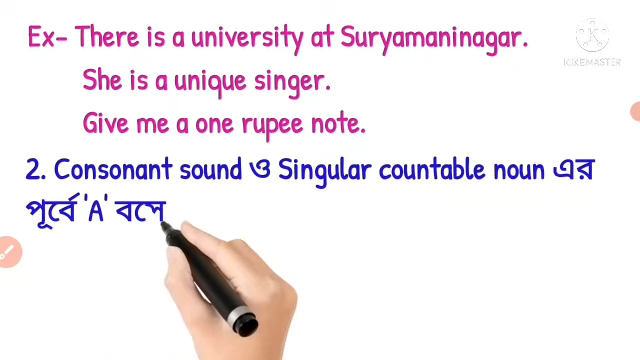 Ex- There is a university at Suryamaninagar.
She is a unique singer.
Give me a one rupee note.
2. Consonant sound ও Singular countable noun এর
পূর্বে 'A' বসে
KINEMASTER